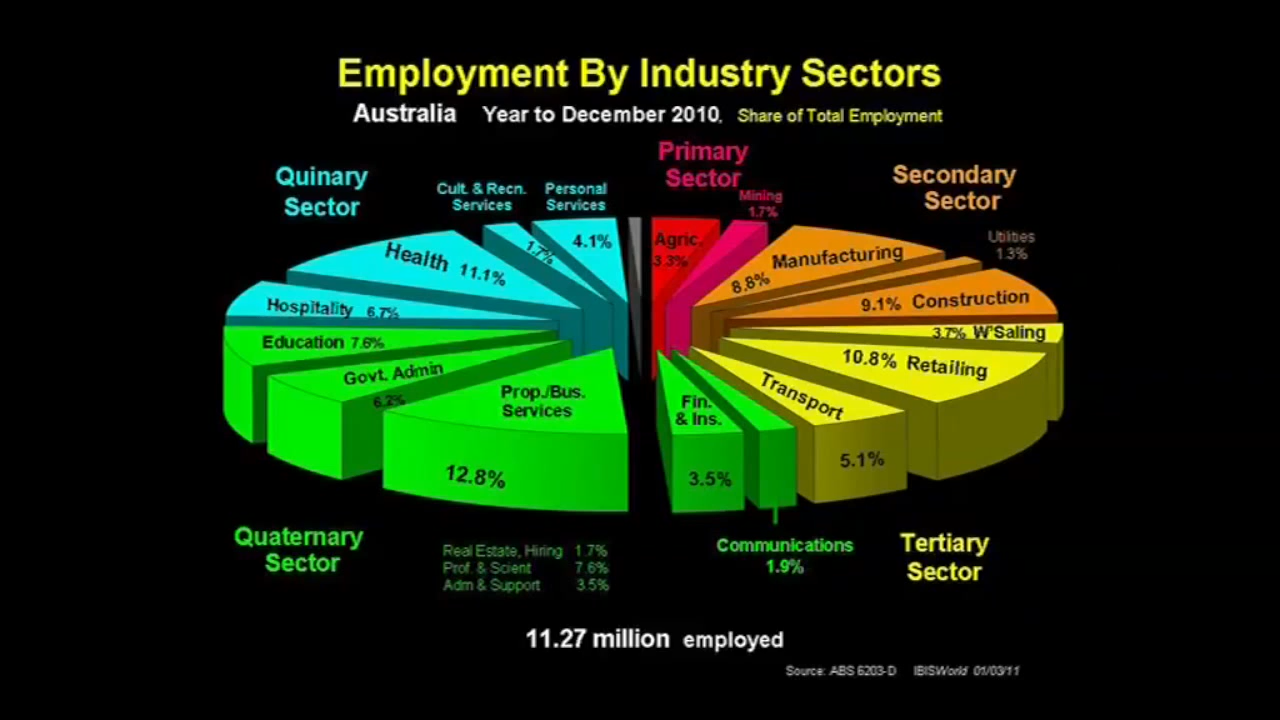 Employment By Industry Sectors
Australia Year to December 2010, Share of Total Employment
Primary
Sector
Quinary
Sector
Secondary
Sector
Cult. & Recn.
Services
Personal
Services
Mining
1.7%
Utilities
1.3%
Agric.
3.3%
4.1%
1.7%
Health 11.1%
Manufacturing
8.8%
9.1% Construction
Hospitality 6.7%
3.7% W'Saling
Education 7.6%
10.8% Retailing
Govt. Admin
6.2%
Transport
5.1%
Prop./Bus.
Services
12.8%
Fin.
& Ins.
3.5%
Quaternary
Sector
Real Estate, Hiring 1.7%
Prof. & Scient 7.6%
Adm & Support 3.5%
Communications
1.9%
Tertiary
Sector
11.27 million employed
Source: ABS 6203-D IBISWorld 01/03/11